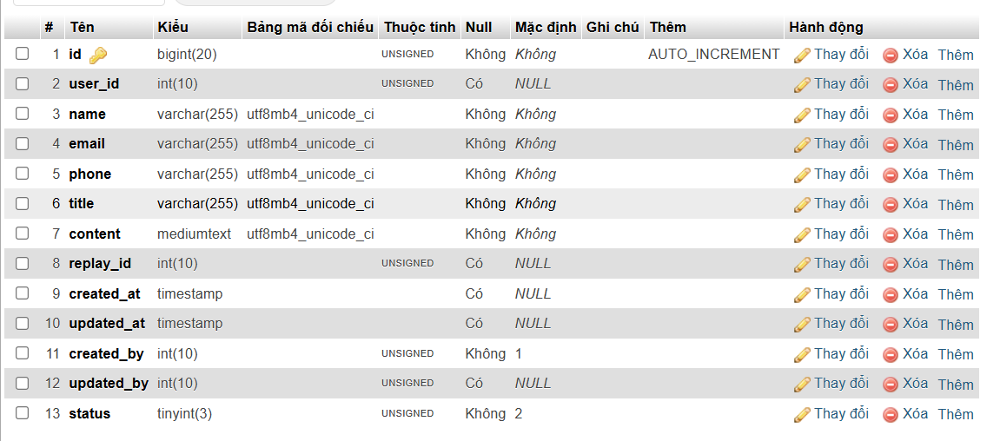 # Tên Kiểu Bảng mã đối chiếu Thuộc tính Null Mặc định Ghi chú Thêm Hành động
1 id bigint(20) UNSIGNED Không Không AUTO_INCREMENT Thay đổi Xóa Thêm
2 user_id int(10) UNSIGNED Có NULL Thay đổi Xóa Thêm
3 name varchar(255) utf8mb4_unicode_ci Không Không Thay đổi Xóa Thêm
4 email varchar(255) utf8mb4_unicode_ci Không Không Thay đổi Xóa Thêm
5 phone varchar(255) utf8mb4_unicode_ci Không Không Thay đổi Xóa Thêm
6 title varchar(255) utf8mb4_unicode_ci Không Không Thay đổi Xóa Thêm
7 content mediumtext utf8mb4_unicode_ci Không Không Thay đổi Xóa Thêm
8 replay_id int(10) UNSIGNED Có NULL Thay đổi Xóa Thêm
9 created_at timestamp Có NULL Thay đổi Xóa Thêm
10 updated_at timestamp Có NULL Thay đổi Xóa Thêm
11 created_by int(10) UNSIGNED Không 1 Thay đổi Xóa Thêm
12 updated_by int(10) UNSIGNED Có NULL Thay đổi Xóa Thêm
13 status tinyint(3) UNSIGNED Không 2 Thay đổi Xóa Thêm